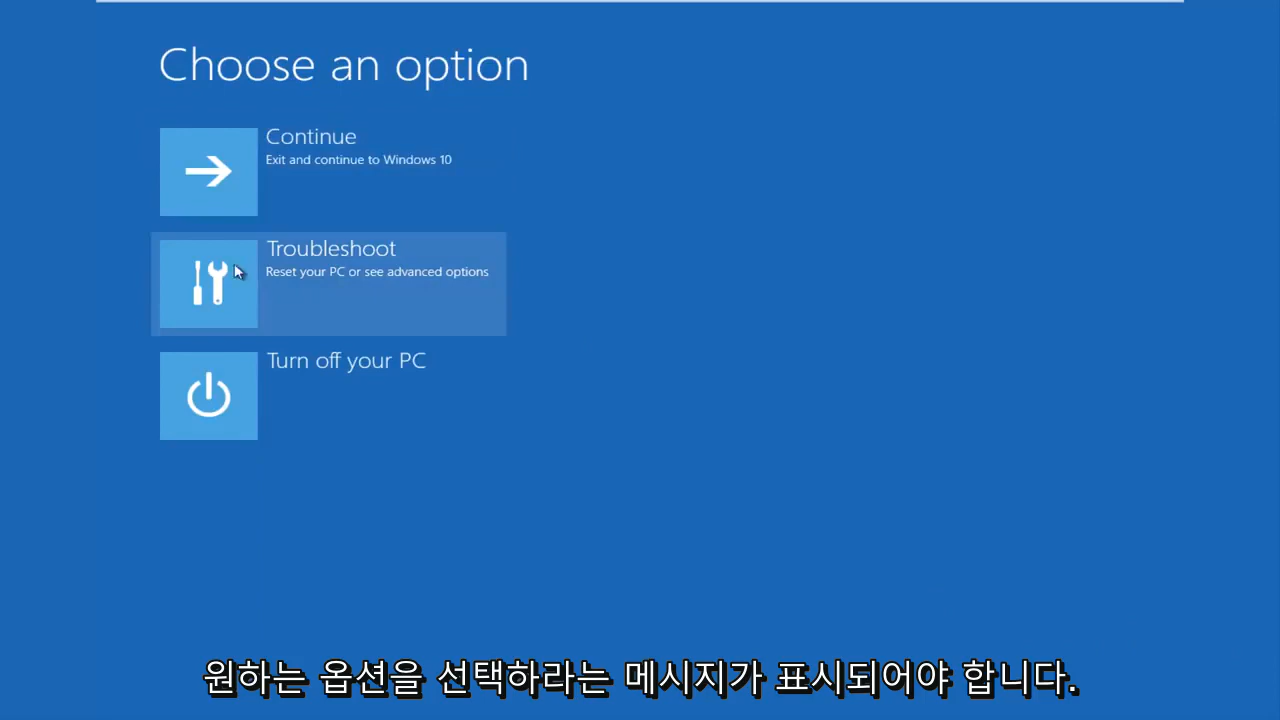 Choose an option
Continue
Exit and continue to Windows 10
Troubleshoot
Reset your PC or see advanced options
Turn off your PC
원하는 옵션을 선택하라는 메시지가 표시되어야 합니다.